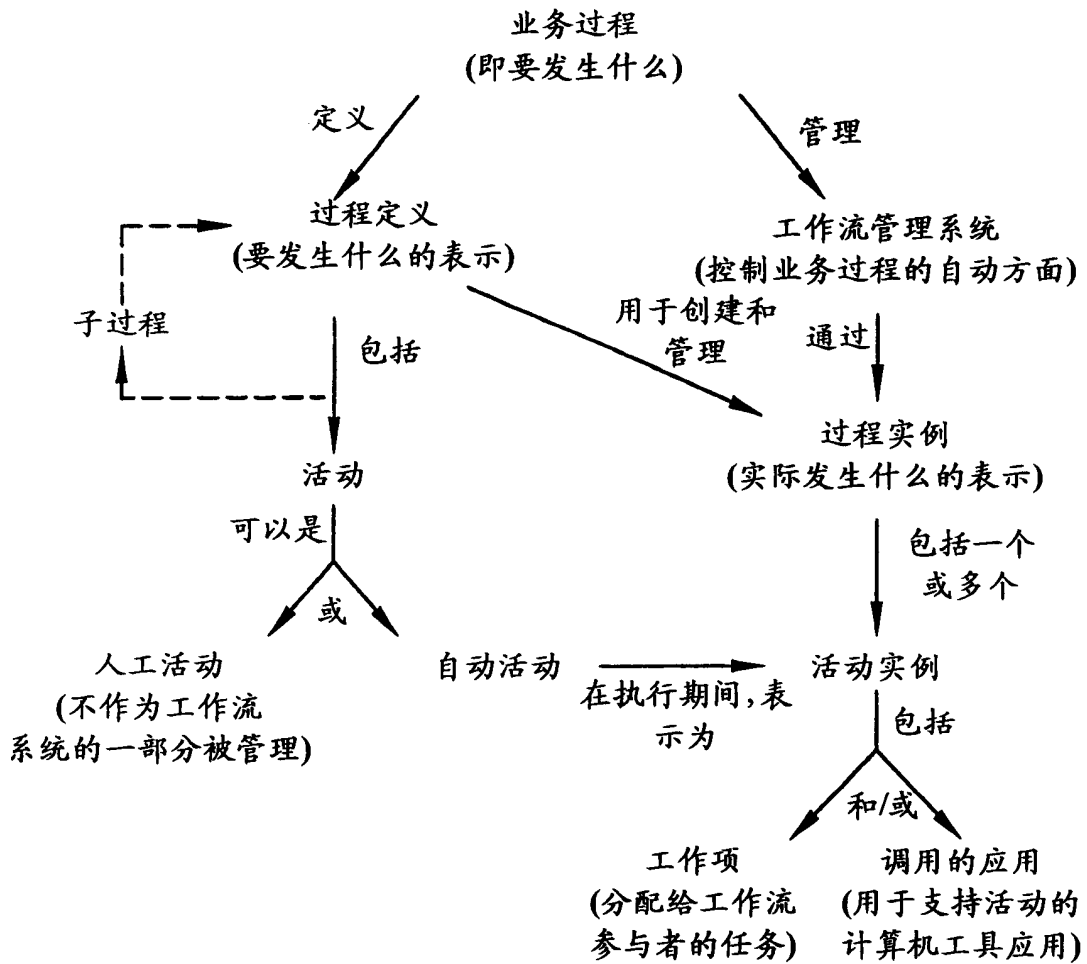 业务过程
(即要发生什么)
定义
管理
过程定义
(要发生什么的表示)
工作流管理系统
(控制业务过程的自动方面)
子过程
包括
用于创建和
管理
通过
过程实例
(实际发生什么的表示)
活动
可以是
或
包括一个
或多个
人工活动
(不作为工作流
系统的一部分被管理)
自动活动
在执行期间,表
示为
活动实例
包括
和/或
工作项
(分配给工作流
参与者的任务)
调用的应用
(用于支持活动的
计算机工具应用)